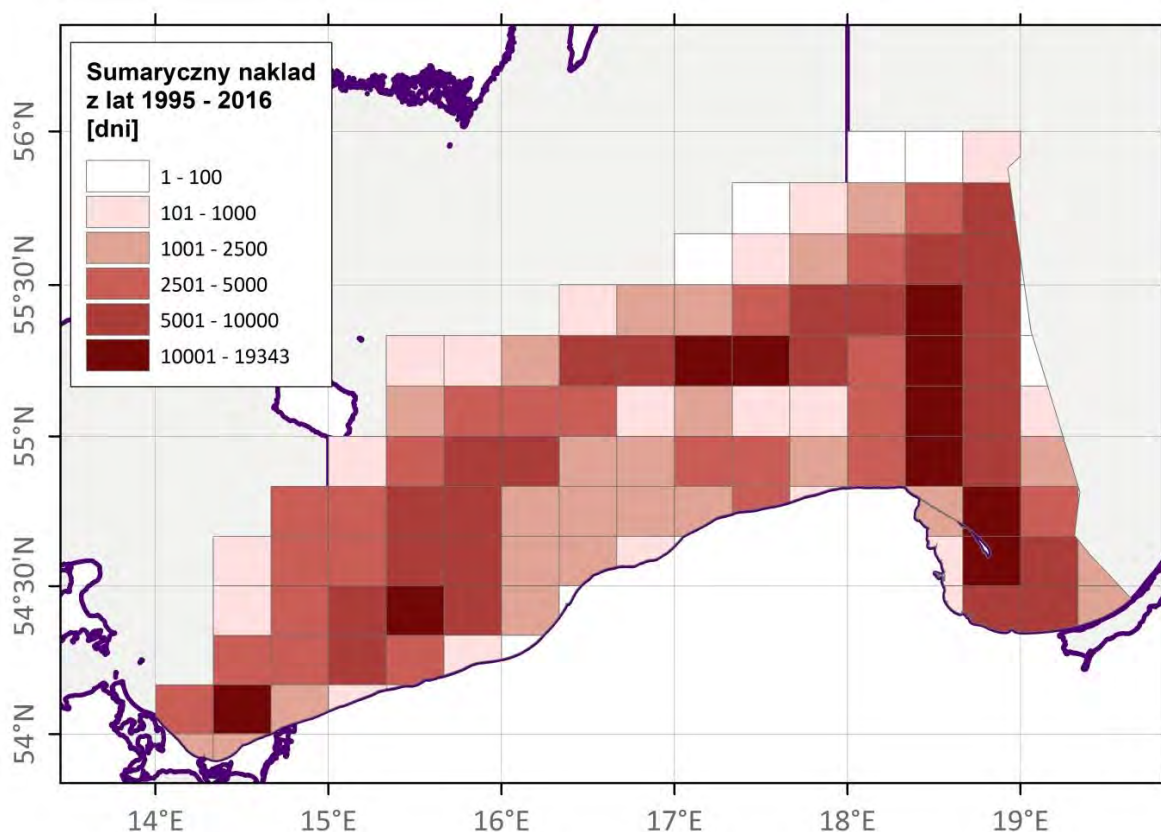 Sumaryczny naklad
z lat 1995 - 2016
[dni]
1 - 100
101 - 1000
1001 - 2500
2501 - 5000
5001 - 10000
10001 - 19343
56°N
55°30'N
55°N
54°30'N
54°N
14°E
15°E
16°E
17°E
18°E
19°E